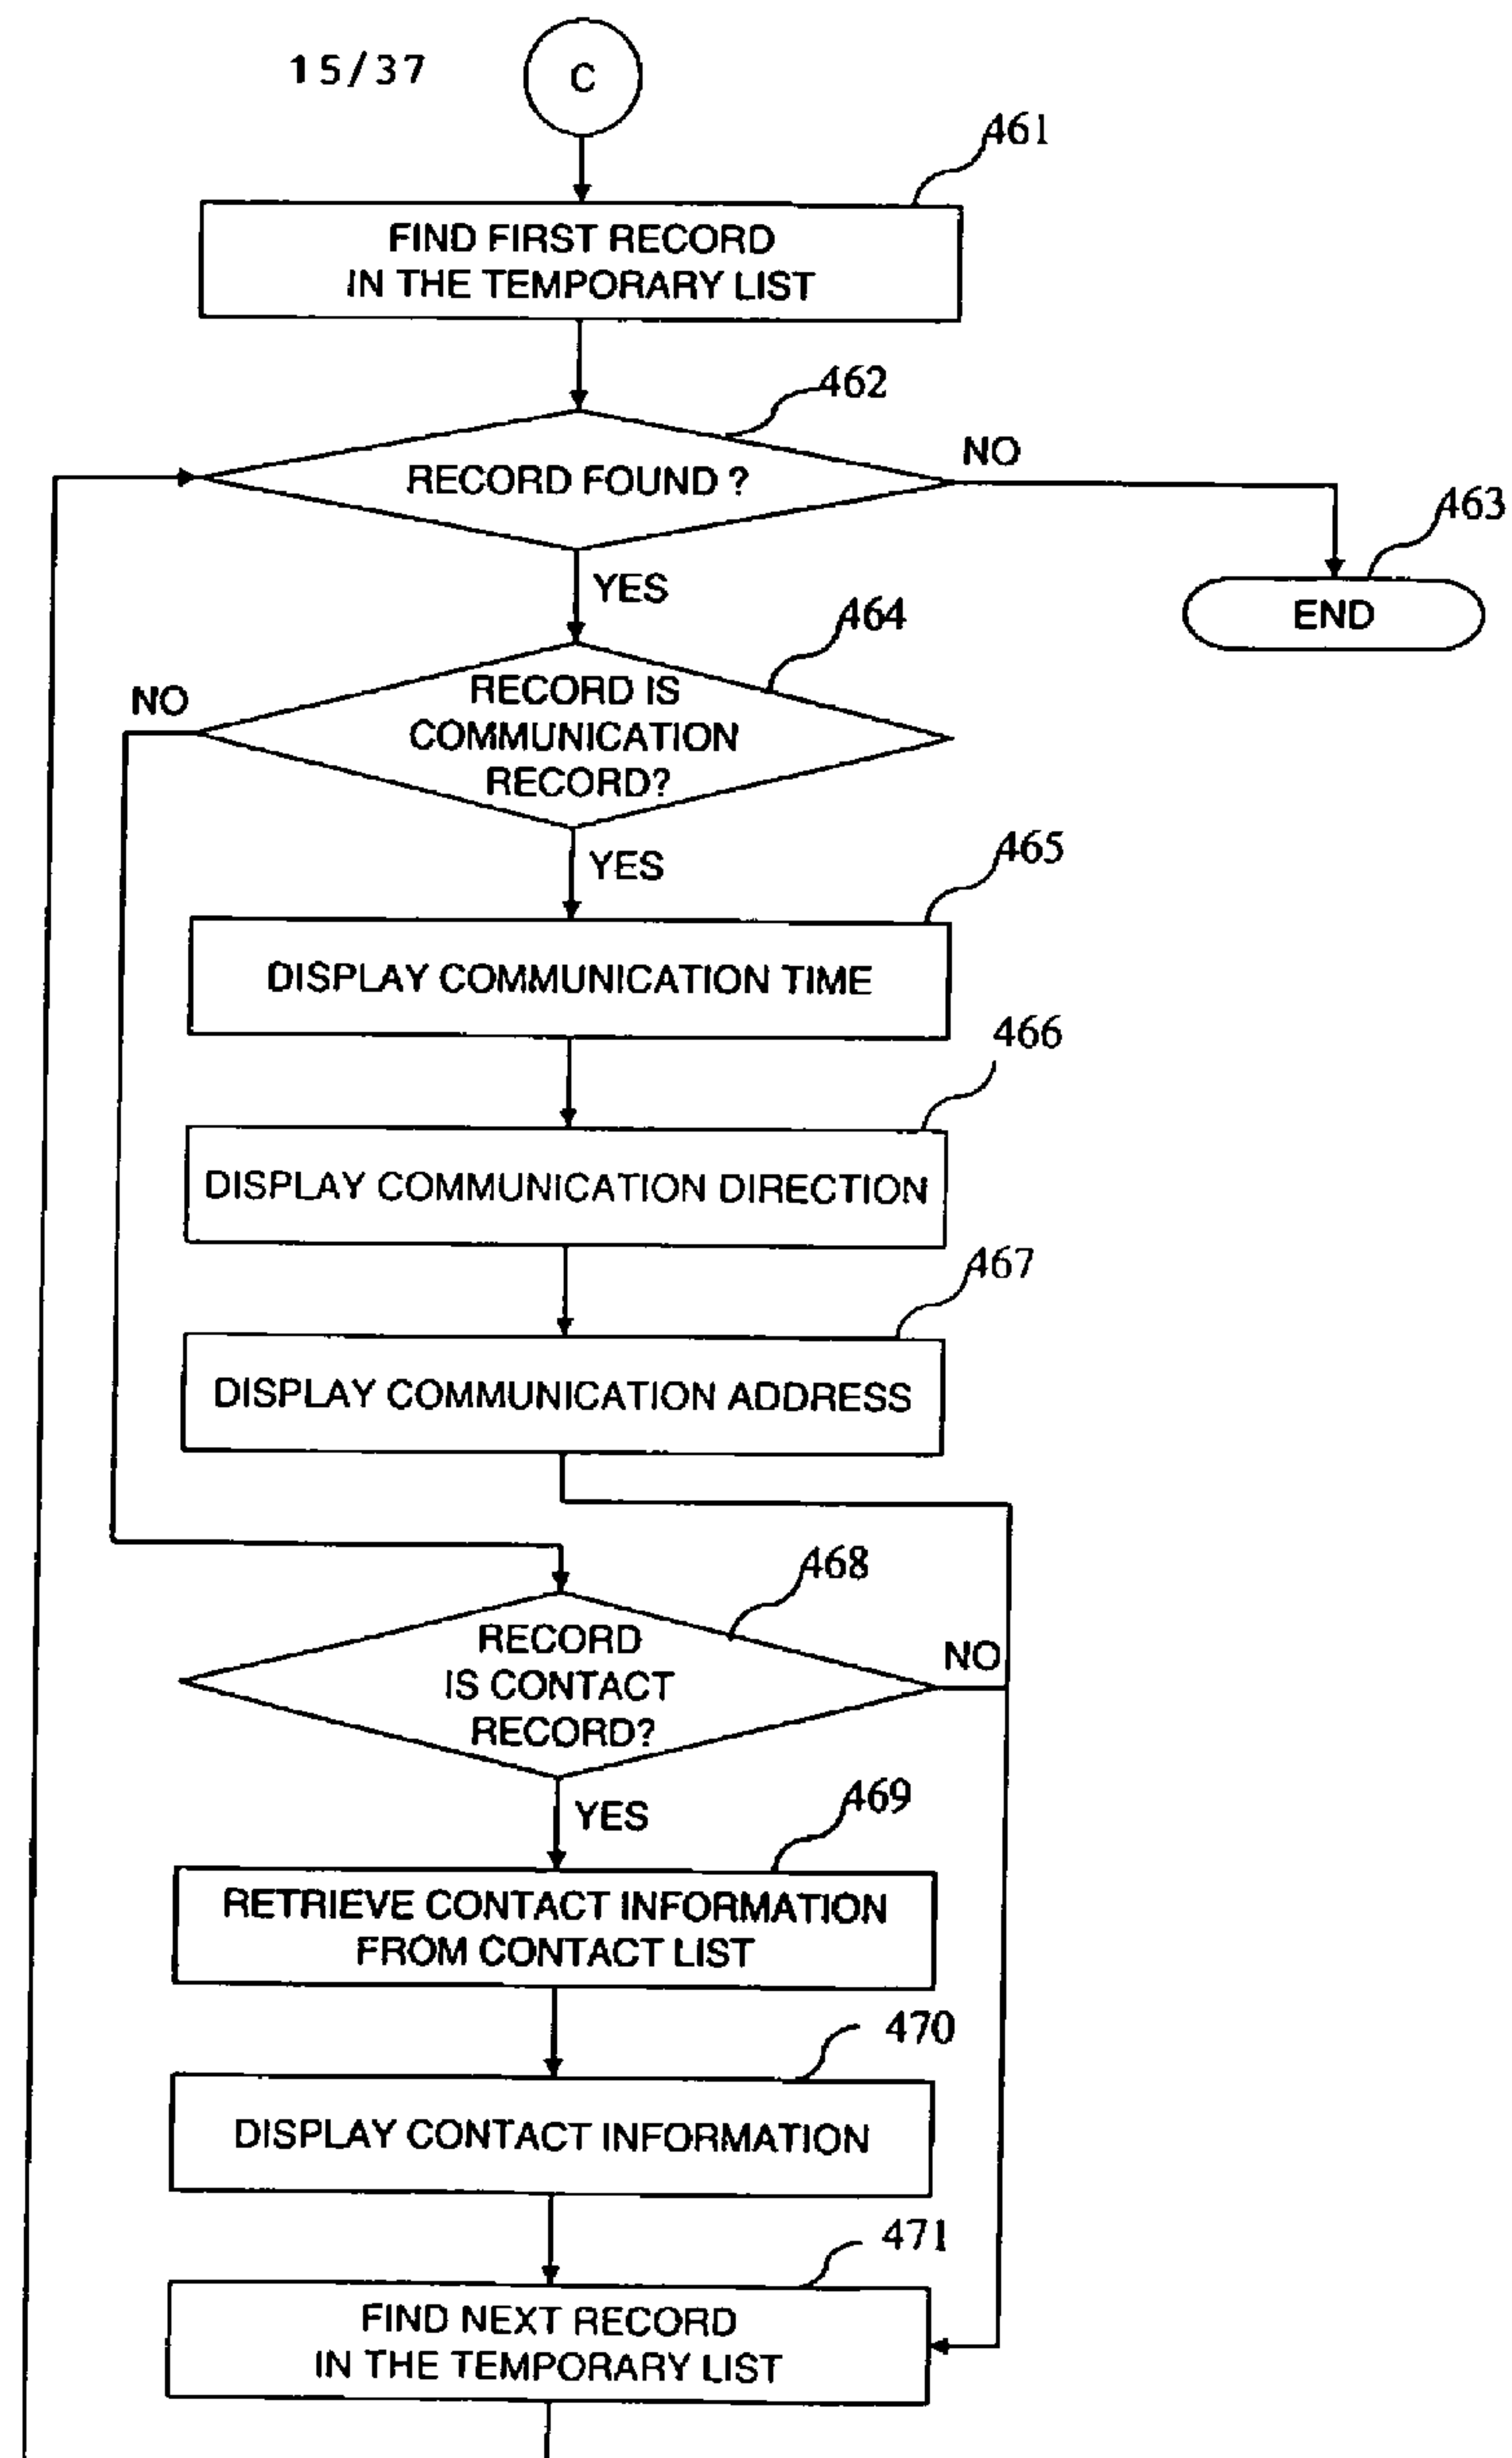 15/37
C
461
FIND FIRST RECORD
IN THE TEMPORARY LIST
462
RECORD FOUND ?
NO
463
END
YES
464
NO
RECORD IS
COMMUNICATION
RECORD?
YES
465
DISPLAY COMMUNICATION TIME
466
DISPLAY COMMUNICATION DIRECTION
467
DISPLAY COMMUNICATION ADDRESS
468
RECORD
IS CONTACT
RECORD?
NO
YES
469
RETRIEVE CONTACT INFORMATION
FROM CONTACT LIST
470
DISPLAY CONTACT INFORMATION
471
FIND NEXT RECORD
IN THE TEMPORARY LIST